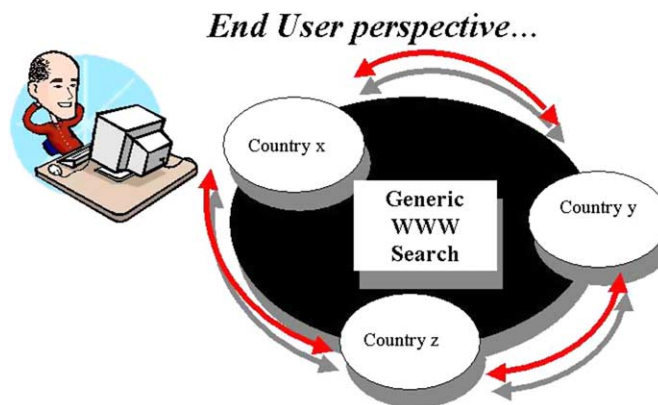 End User perspective...
Country x
Generic
WWW
Search
Country y
Country z